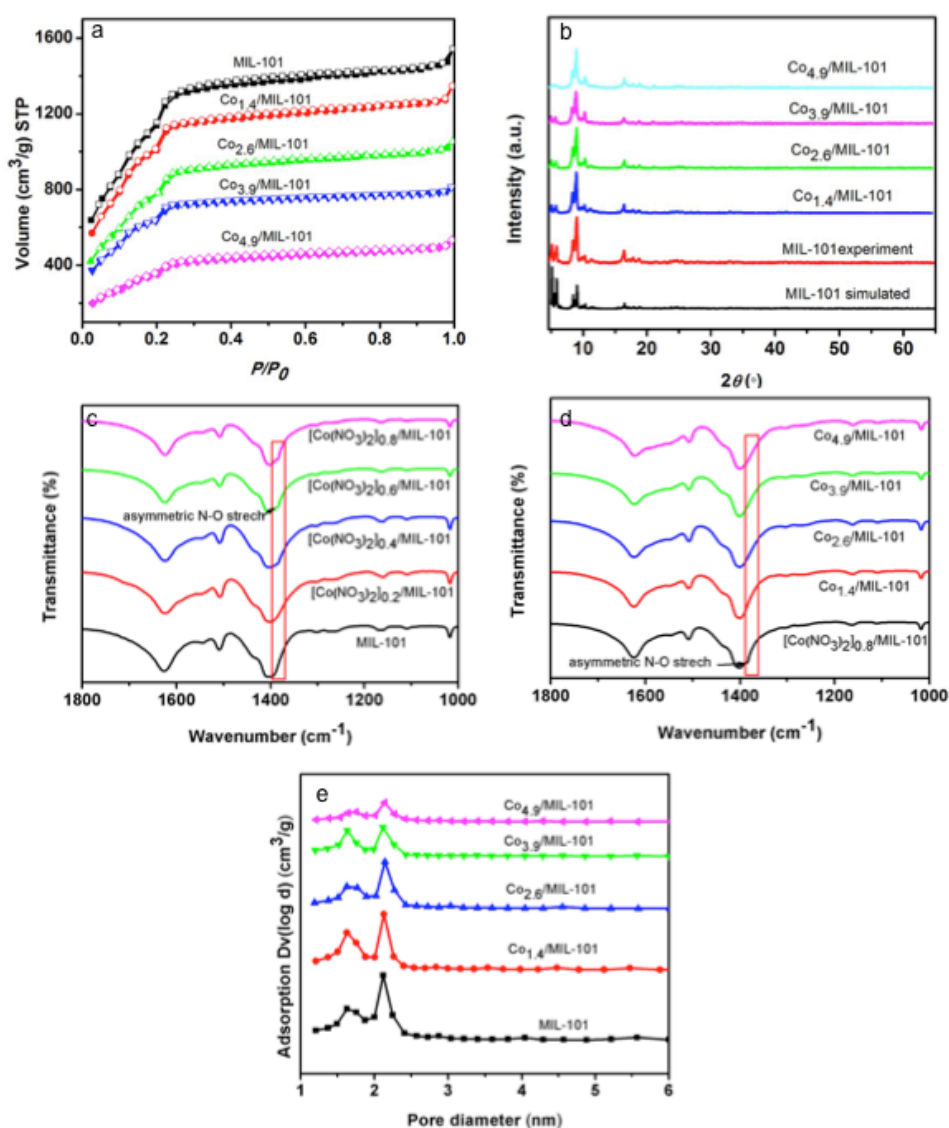 a
1600
1200
800
400
Volume (cm³/g) STP
MIL-101
Co1.4/MIL-101
Co2.6/MIL-101
Co3.9/MIL-101
Co4.9/MIL-101
0.0 0.2 0.4 0.6 0.8 1.0
P/P0
b
Intensity (a.u.)
Co4.9/MIL-101
Co3.9/MIL-101
Co2.6/MIL-101
Co1.4/MIL-101
MIL-101experiment
MIL-101 simulated
5 10 20 30 40 50 60
2θ (°)
c
Transmittance (%)
[Co(NO3)2]0.8/MIL-101
[Co(NO3)2]0.6/MIL-101
asymmetric N-O strech
[Co(NO3)2]0.4/MIL-101
[Co(NO3)2]0.2/MIL-101
MIL-101
1800 1600 1400 1200 1000
Wavenumber (cm⁻¹)
d
Transmittance (%)
Co4.9/MIL-101
Co3.9/MIL-101
Co2.6/MIL-101
Co1.4/MIL-101
[Co(NO3)2]0.8/MIL-101
asymmetric N-O strech
1800 1600 1400 1200 1000
Wavenumber (cm⁻¹)
e
Adsorption Dv(log d) (cm³/g)
Co4.9/MIL-101
Co3.9/MIL-101
Co2.6/MIL-101
Co1.4/MIL-101
MIL-101
1 2 3 4 5 6
Pore diameter (nm)